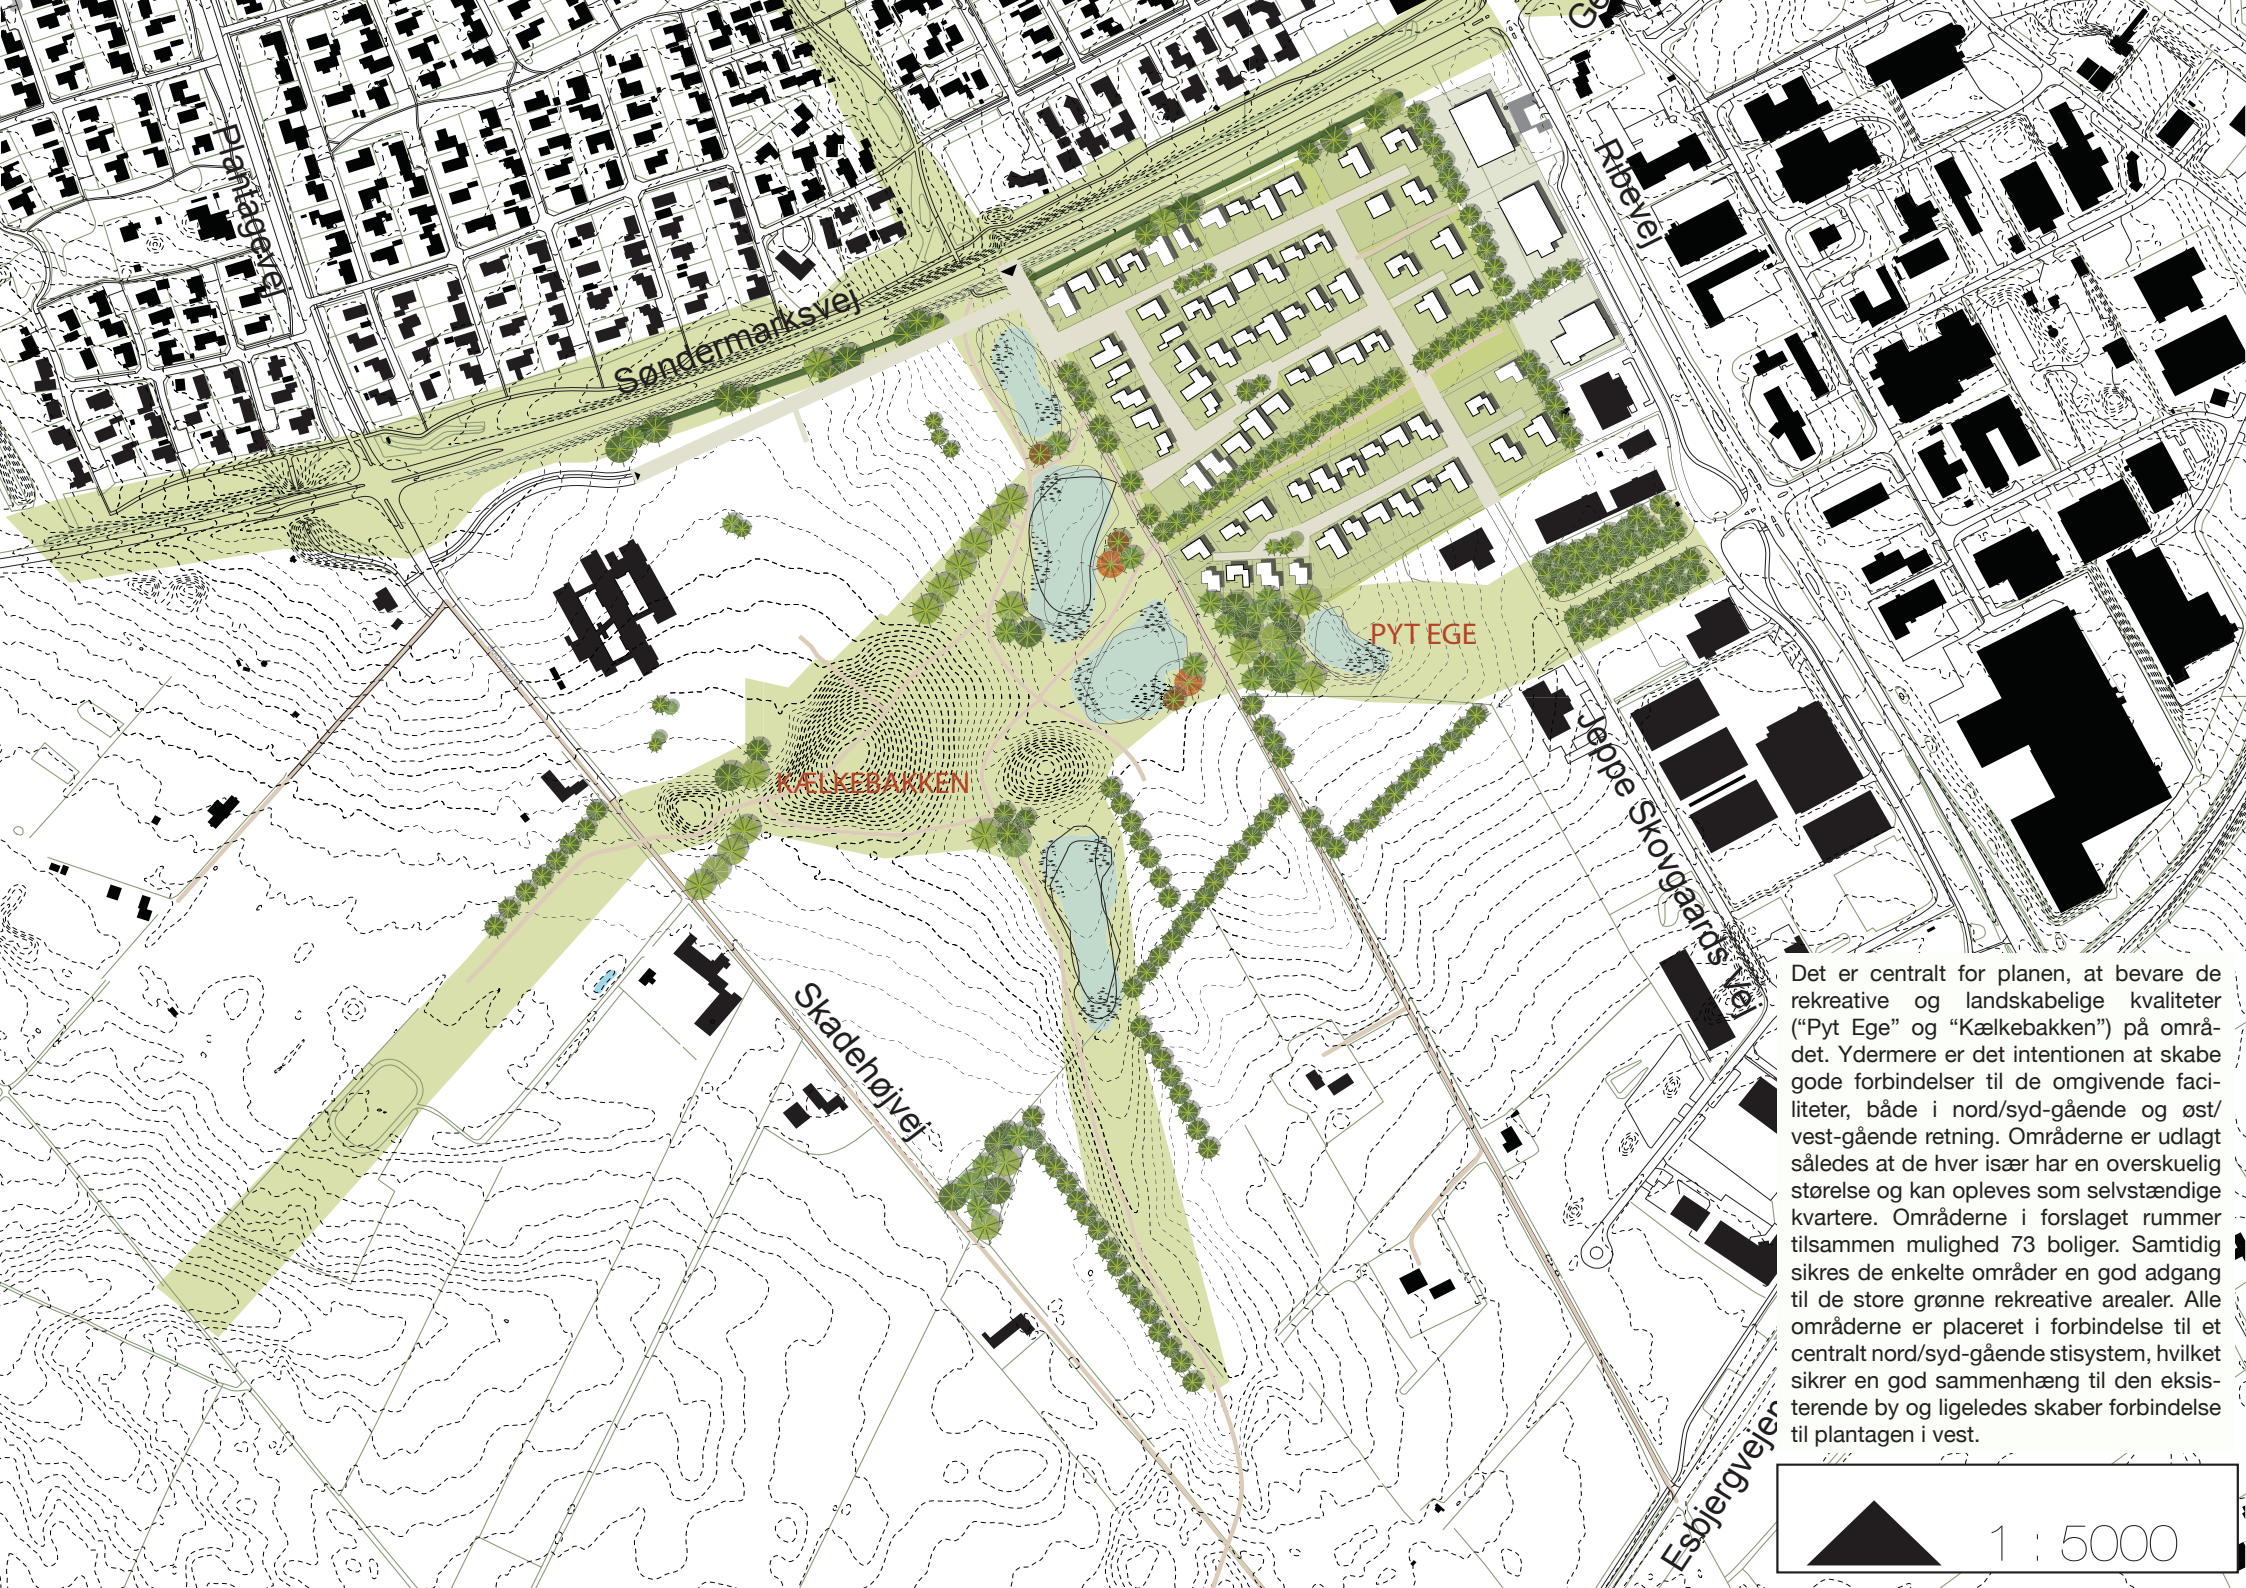 Plantagevej
Søndermarksvej
Ribevej
PYT EGE
KÆLKEBAKKEN
Jeppe Skovgaards Vej
Skadehøjvej
Det er centralt for planen, at bevare de
rekreative og landskabelige kvaliteter
(“Pyt Ege” og “Kælkebakken”) på områ-
det. Ydermere er det intentionen at skabe
gode forbindelser til de omgivende faci-
liteter, både i nord/syd-gående og øst/
vest-gående retning. Områderne er udlagt
således at de hver især har en overskuelig
størelse og kan opleves som selvstændige
kvartere. Områderne i forslaget rummer
tilsammen mulighed 73 boliger. Samtidig
sikres de enkelte områder en god adgang
til de store grønne rekreative arealer. Alle
områderne er placeret i forbindelse til et
centralt nord/syd-gående stisystem, hvilket
sikrer en god sammenhæng til den eksis-
terende by og ligeledes skaber forbindelse
til plantagen i vest.
Esbjergvejen
1 : 5000